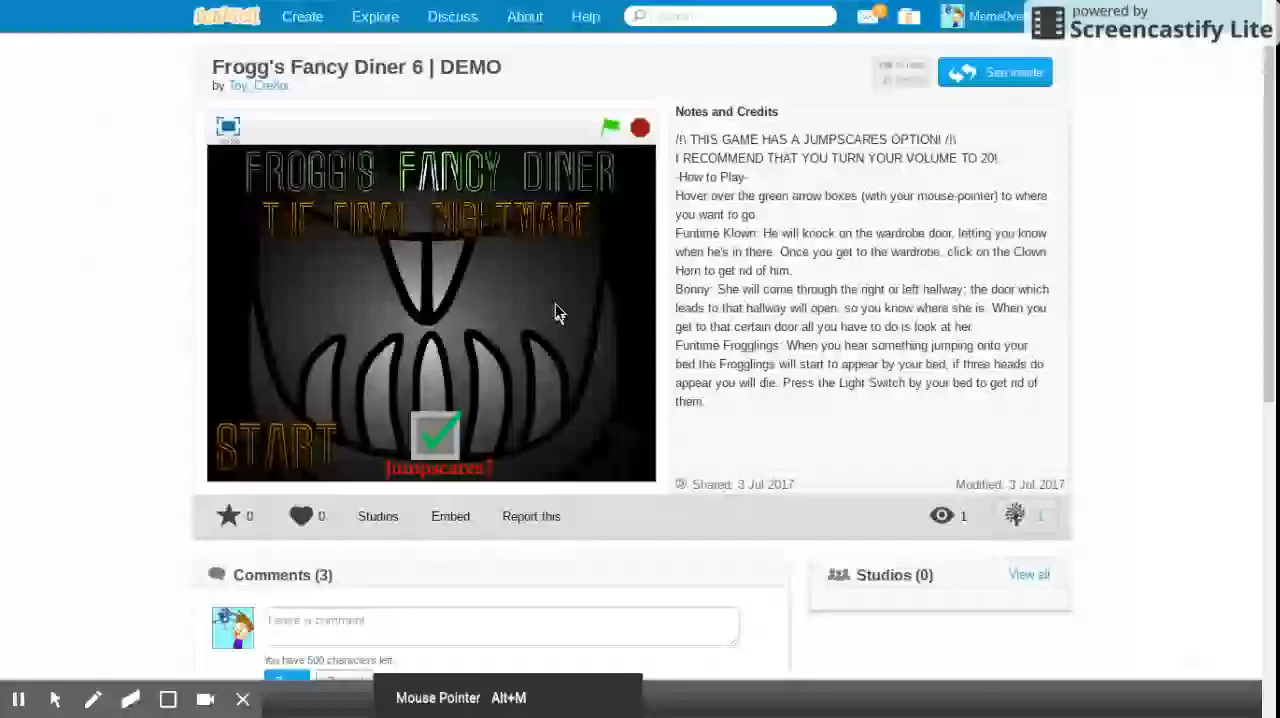 Create Explore Discuss About Help
powered by
Screencastify Lite
Frogg's Fancy Diner 6 | DEMO
by
See inside
FROGG'S FANCY DINER
THE FINAL NIGHTMARE
START
Jumpscares?
Notes and Credits
/!\ THIS GAME HAS A JUMPSCARES OPTION! /!\
I RECOMMEND THAT YOU TURN YOUR VOLUME TO 20!
-How to Play-
Hover over the green arrow boxes (with your mouse-pointer) to where
you want to go.
Funtime Klown: He will knock on the wardrobe door, letting you know
when he's in there. Once you get to the wardrobe, click on the Clown
Horn to get rid of him.
Bonny: She will come through the right or left hallway; the door which
leads to that hallway will open, so you know where she is. When you
get to that certain door all you have to do is look at her.
Funtime Frogglings: When you hear something jumping onto your
bed the Frogglings will start to appear by your bed, if three heads do
appear you will die. Press the Light Switch by your bed to get rid of
them.
Shared: 3 Jul 2017 Modified: 3 Jul 2017
0 0 Studios Embed Report this 1 1
Comments (3)
Studios (0) View all
Leave a comment
You have 500 characters left
Mouse Pointer Alt+M